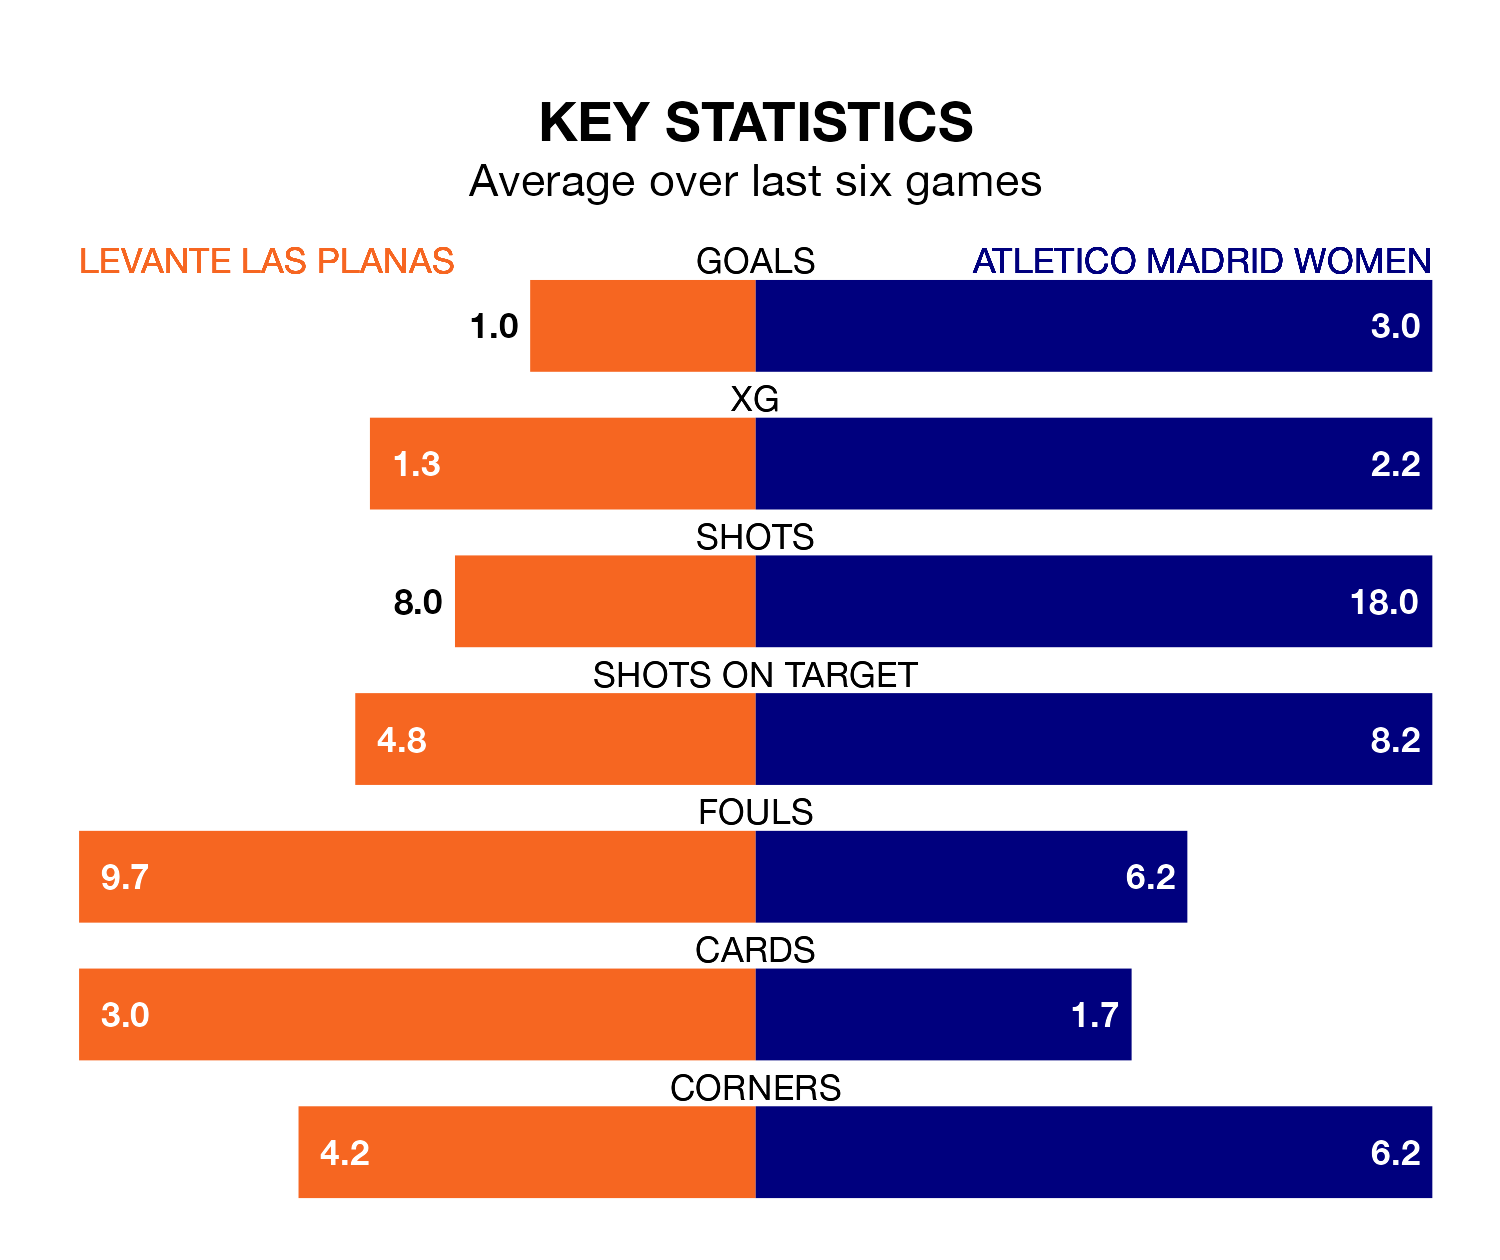 KEY STATISTICS
Average over last six games
LEVANTE LAS PLANAS GOALS ATLETICO MADRID WOMEN
1.0 3.0
XG
1.3 2.2
SHOTS
8.0 18.0
SHOTS ON TARGET
4.8 8.2
FOULS
9.7 6.2
CARDS
3.0 1.7
CORNERS
4.2 6.2